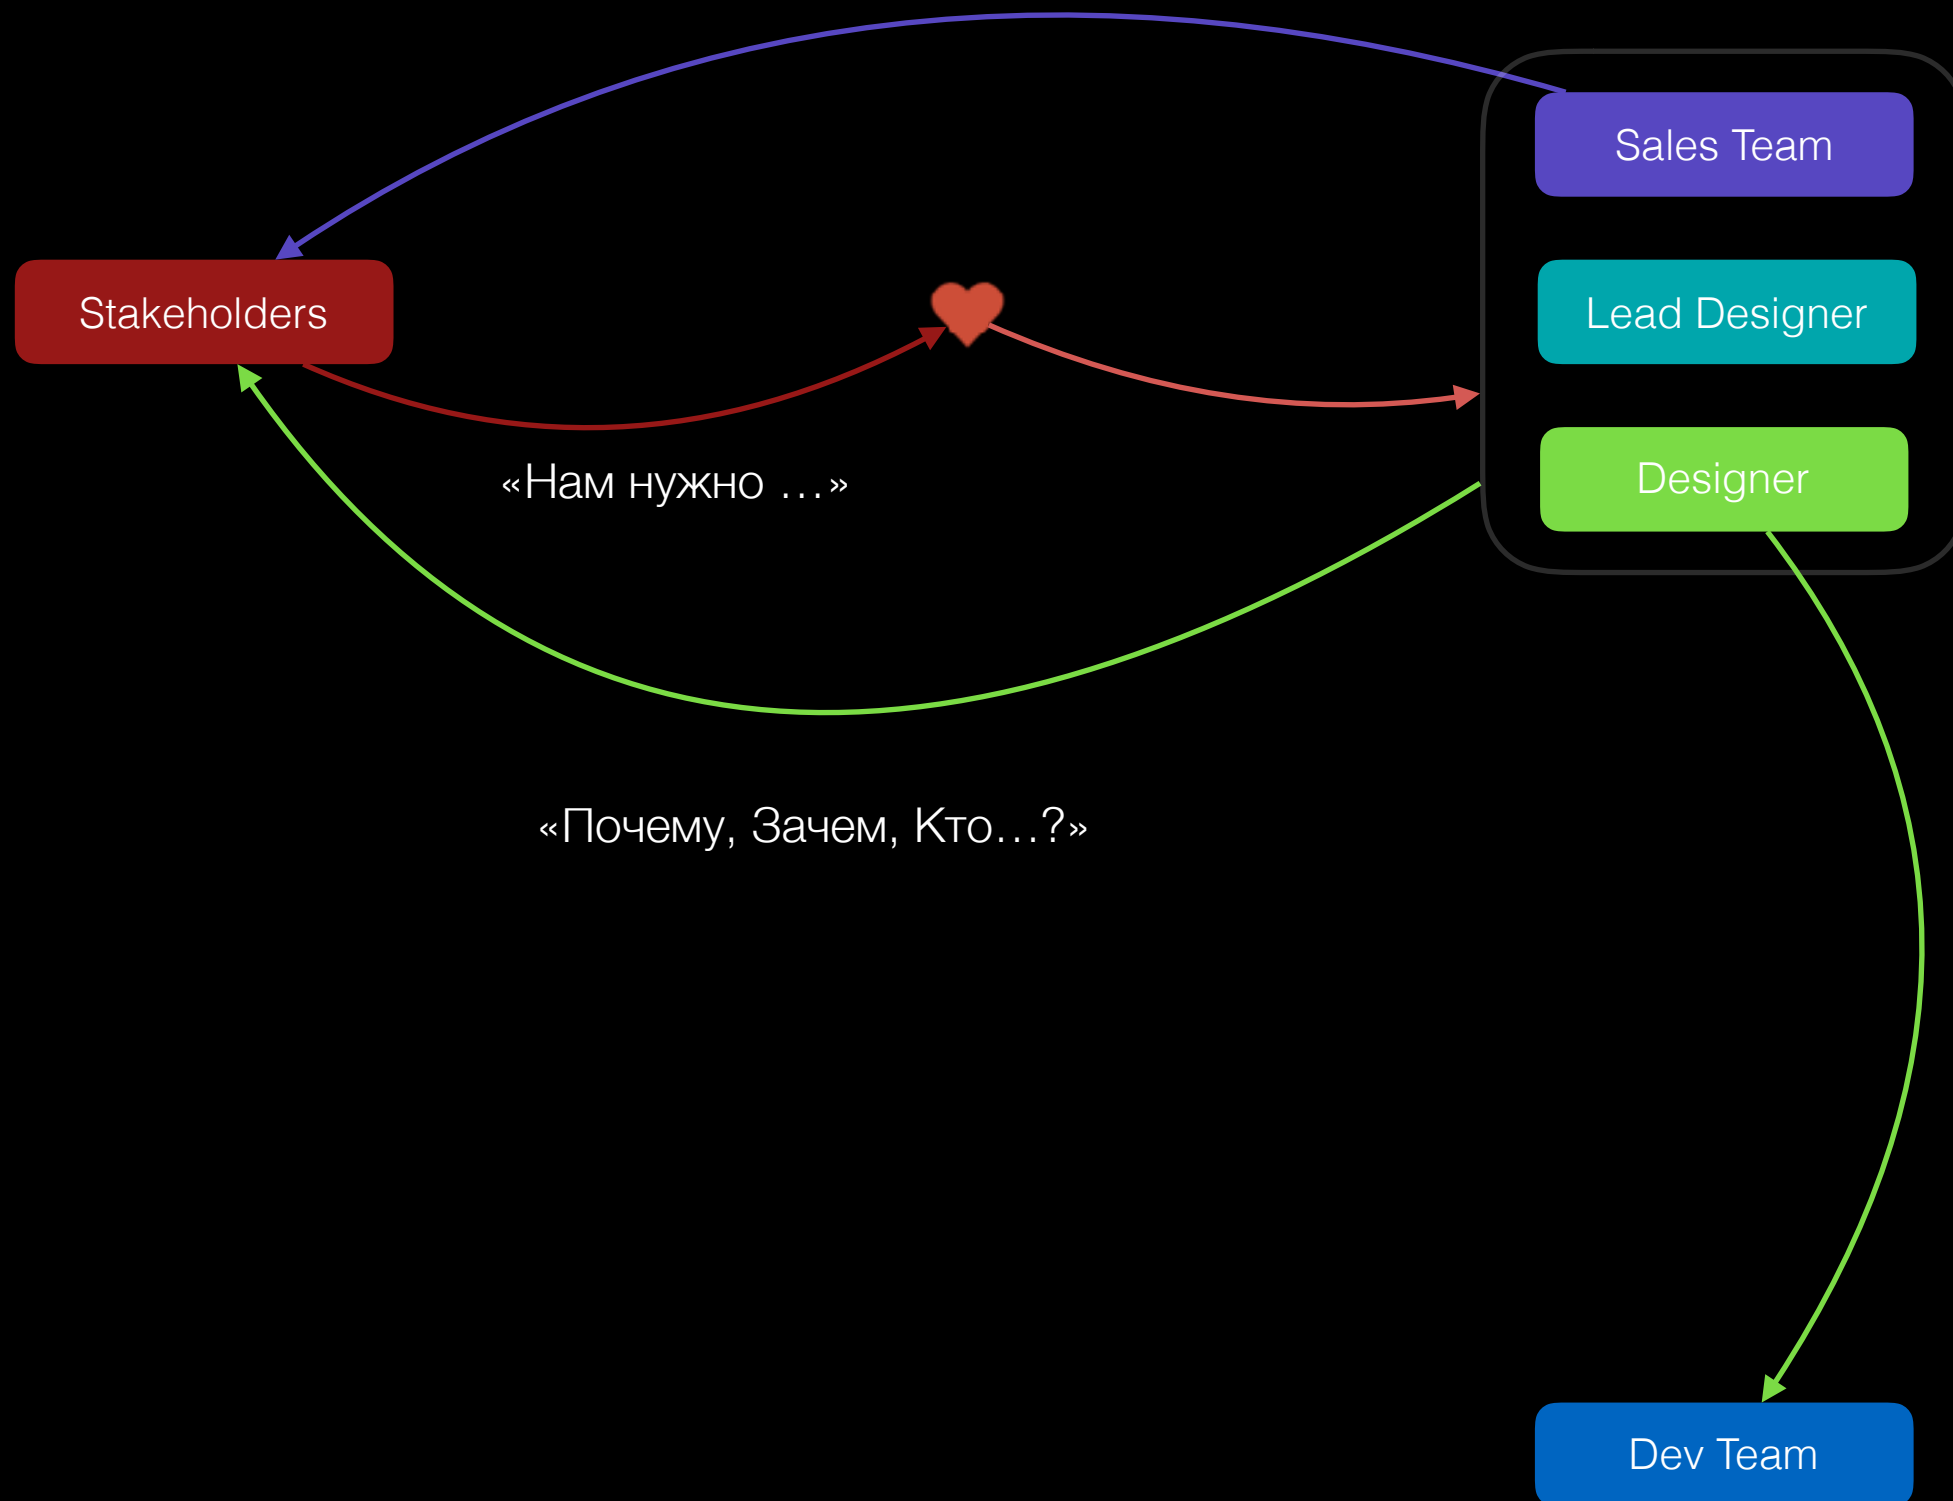 Sales Team
Stakeholders
Lead Designer
«Нам нужно …»
Designer
«Почему, Зачем, Кто…?»
Dev Team